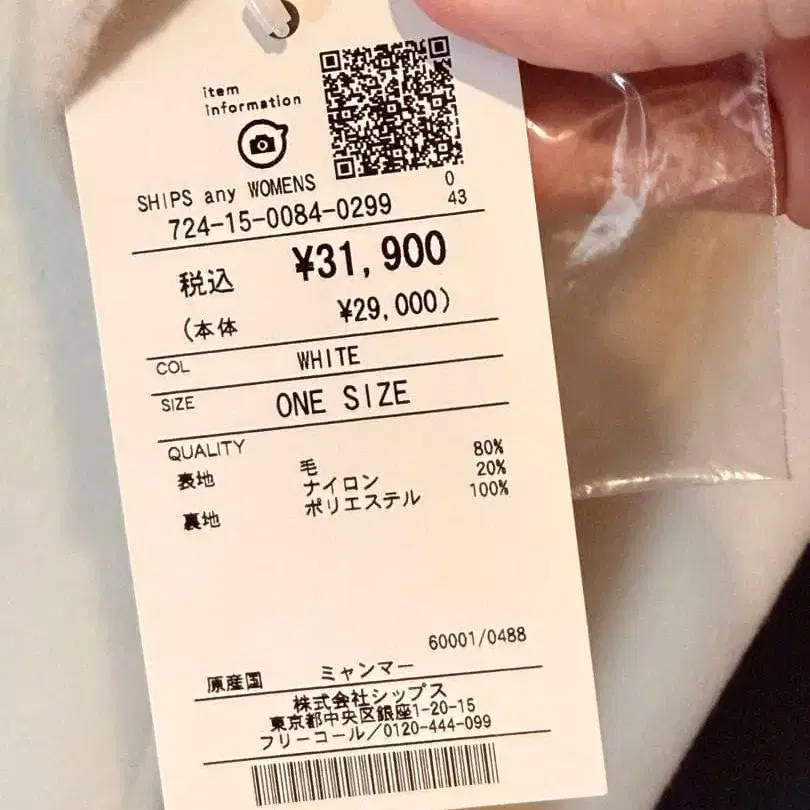 item
information
SHIPS any WOMENS
0
724-15-0084-0299
43
税込 ¥31,900
(本体 ¥29,000)
COL WHITE
SIZE ONE SIZE
QUALITY
表地 毛 80%
ナイロン 20%
裏地 ポリエステル 100%
60001/0488
原産国 ミャンマー
株式会社シップス
東京都中央区銀座1-20-15
フリーコール/0120-444-099